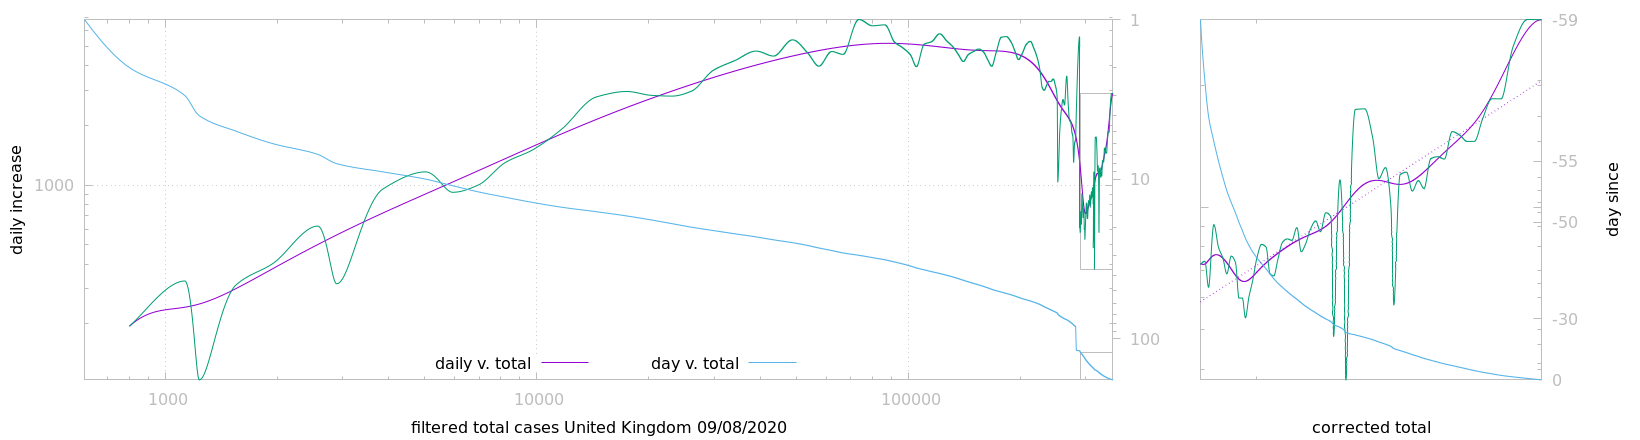 1
-59
daily increase
1000
10
-55
-50
day since
-30
100
0
daily v. total
day v. total
1000
10000
100000
filtered total cases United Kingdom 09/08/2020
corrected total